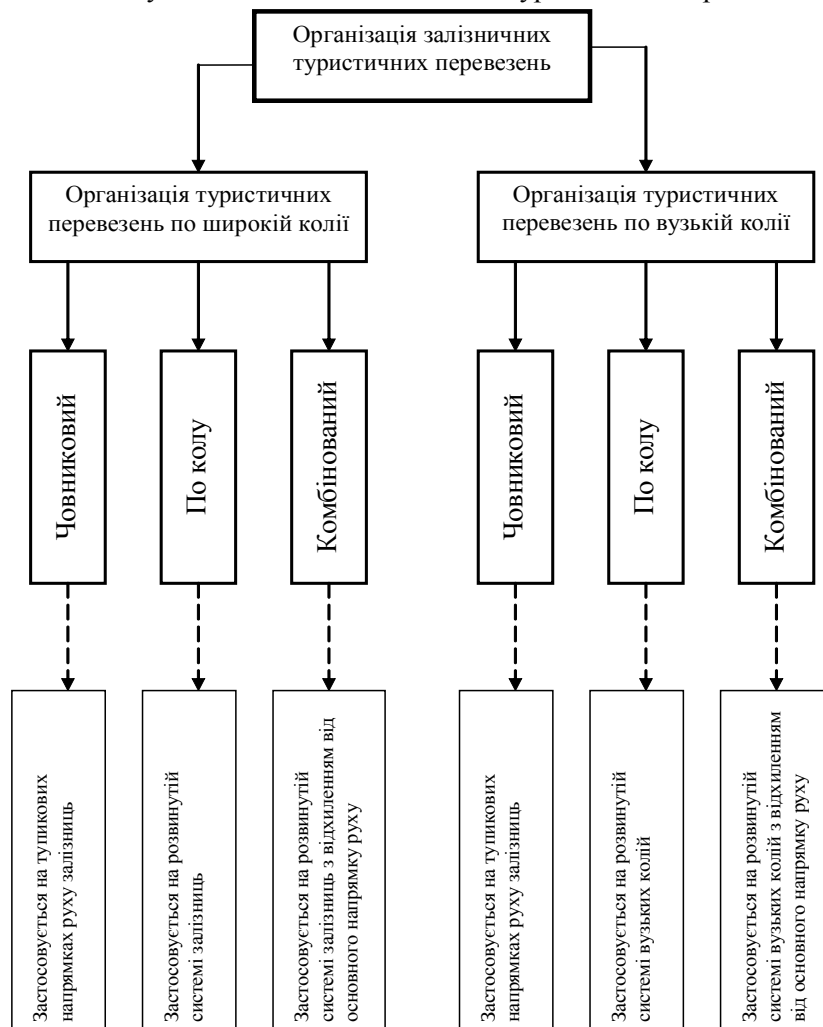 Організація залізничних
туристичних перевезень
Організація туристичних
перевезень по широкій колії
Організація туристичних
перевезень по вузькій колії
Човниковий
По колу
Комбінований
Човниковий
По колу
Комбінований
Застосовується на тупикових
напрямках руху залізниць
Застосовується на розвинутій
системі залізниць
Застосовується на розвинутій
системі залізниць з відхиленням від
основного напрямку руху
Застосовується на тупикових
напрямках руху залізниць
Застосовується на розвинутій
системі вузьких колій
Застосовується на розвинутій
системі вузьких колій з відхиленням
від основного напрямку руху